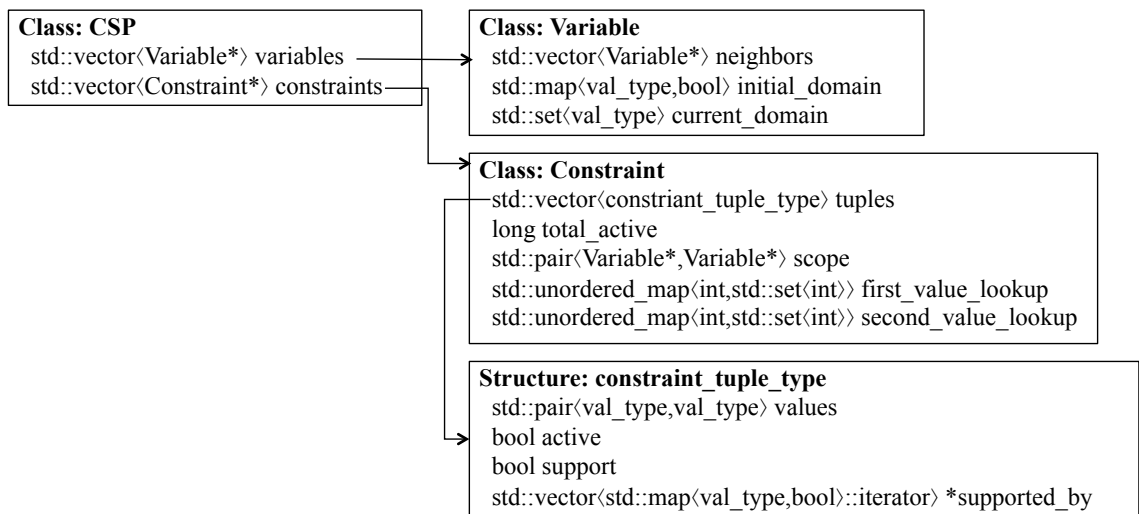 Class: CSP
std::vector⟨Variable*⟩ variables
std::vector⟨Constraint*⟩ constraints
Class: Variable
std::vector⟨Variable*⟩ neighbors
std::map⟨val_type,bool⟩ initial_domain
std::set⟨val_type⟩ current_domain
Class: Constraint
std::vector⟨constriant_tuple_type⟩ tuples
long total_active
std::pair⟨Variable*,Variable*⟩ scope
std::unordered_map⟨int,std::set⟨int⟩⟩ first_value_lookup
std::unordered_map⟨int,std::set⟨int⟩⟩ second_value_lookup
Structure: constraint_tuple_type
std::pair⟨val_type,val_type⟩ values
bool active
bool support
std::vector⟨std::map⟨val_type,bool⟩::iterator⟩ *supported_by